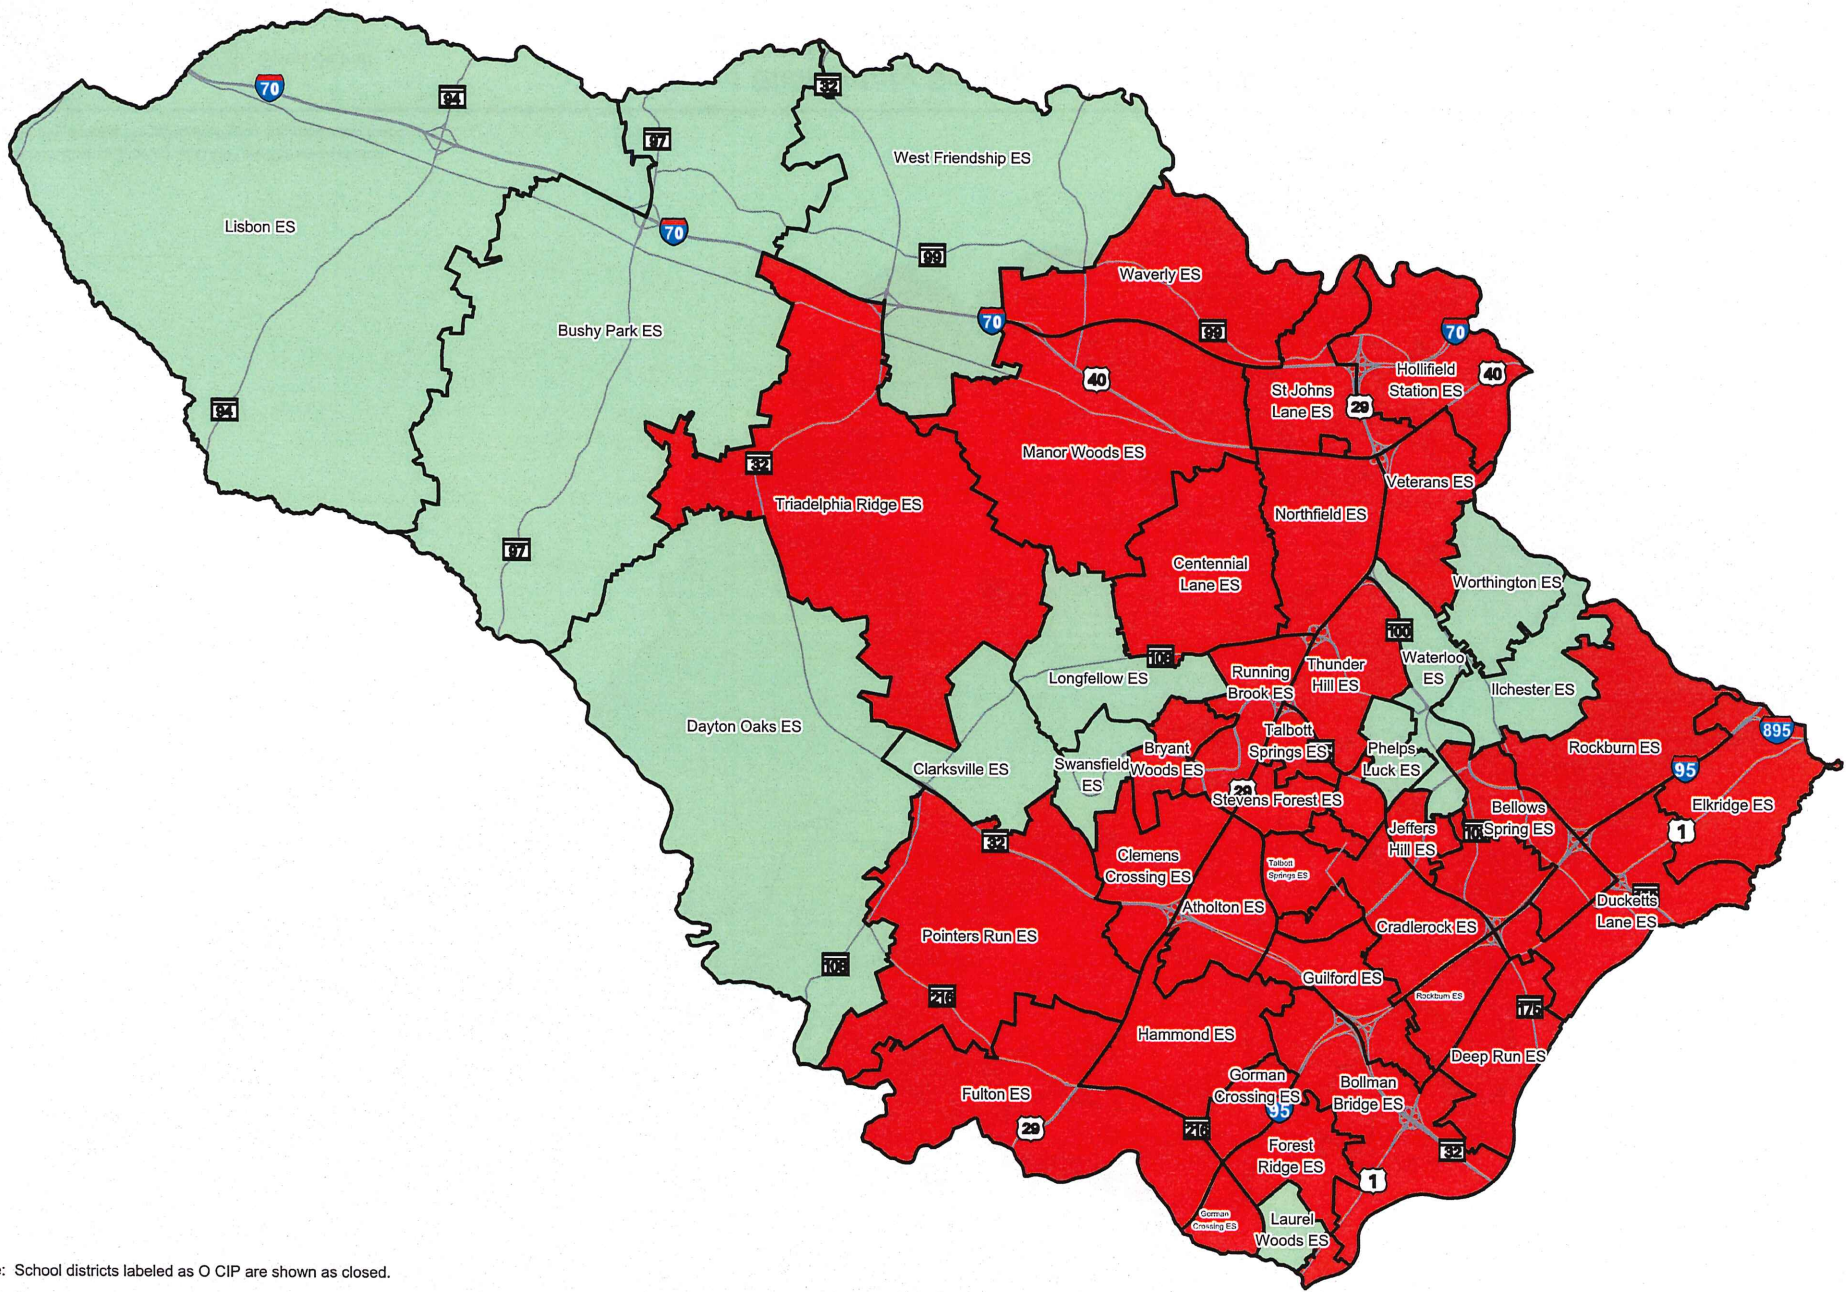 70
94
32
97
West Friendship ES
Lisbon ES
70
99
Waverly ES
Bushy Park ES
70
99
70
40
Hollifield
Station ES
40
St Johns
Lane ES
29
94
Manor Woods ES
32
Veterans ES
Triadelphia Ridge ES
Northfield ES
97
Centennial
Lane ES
Worthington ES
100
108
Waterloo
ES
Running
Brook ES
Thunder
Hill ES
Longfellow ES
Ilchester ES
Dayton Oaks ES
Talbott
Springs ES
895
Bryant
Woods ES
Phelps
Luck ES
Rockburn ES
Clarksville ES
Swansfield
ES
95
29
Stevens Forest ES
Elkridge ES
Bellows
Spring ES
32
Jeffers
Hill ES
1
Clemens
Crossing ES
Talbott
Springs ES
Ducketts
Lane ES
Atholton ES
Cradlerock ES
Pointers Run ES
108
Guilford ES
216
Rockburn ES
175
Hammond ES
Deep Run ES
Gorman
Crossing ES
Bollman
Bridge ES
Fulton ES
95
29
216
Forest
Ridge ES
32
1
Gorman
Crossing ES
Laurel
Woods ES
: School districts labeled as O CIP are shown as closed.